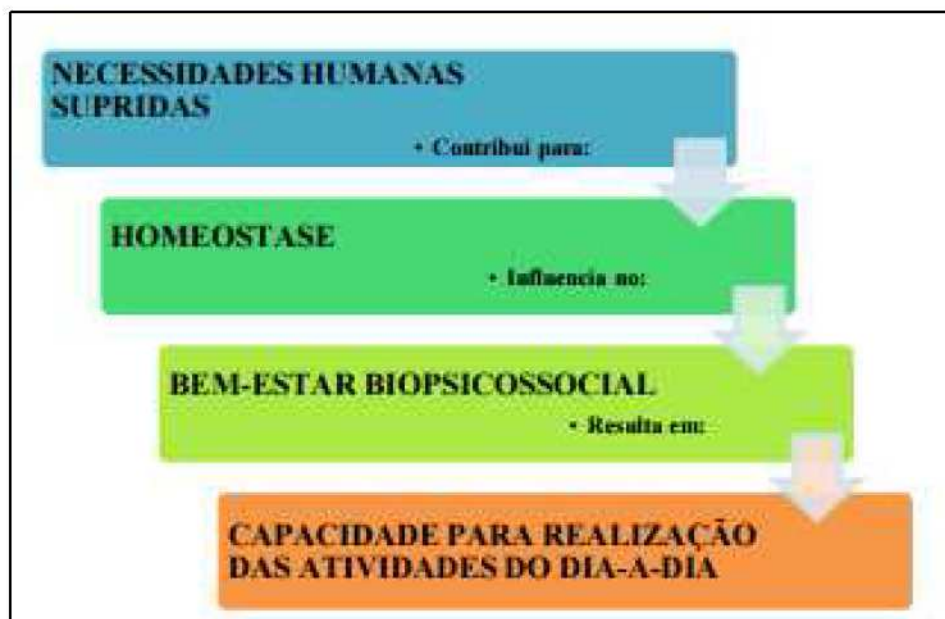 NECESSIDADES HUMANAS
SUPRIDAS
• Contribui para:
HOMEOSTASE
• Influencia no:
BEM-ESTAR BIOPSICOSSOCIAL
• Resulta em:
CAPACIDADE PARA REALIZAÇÃO
DAS ATIVIDADES DO DIA-A-DIA